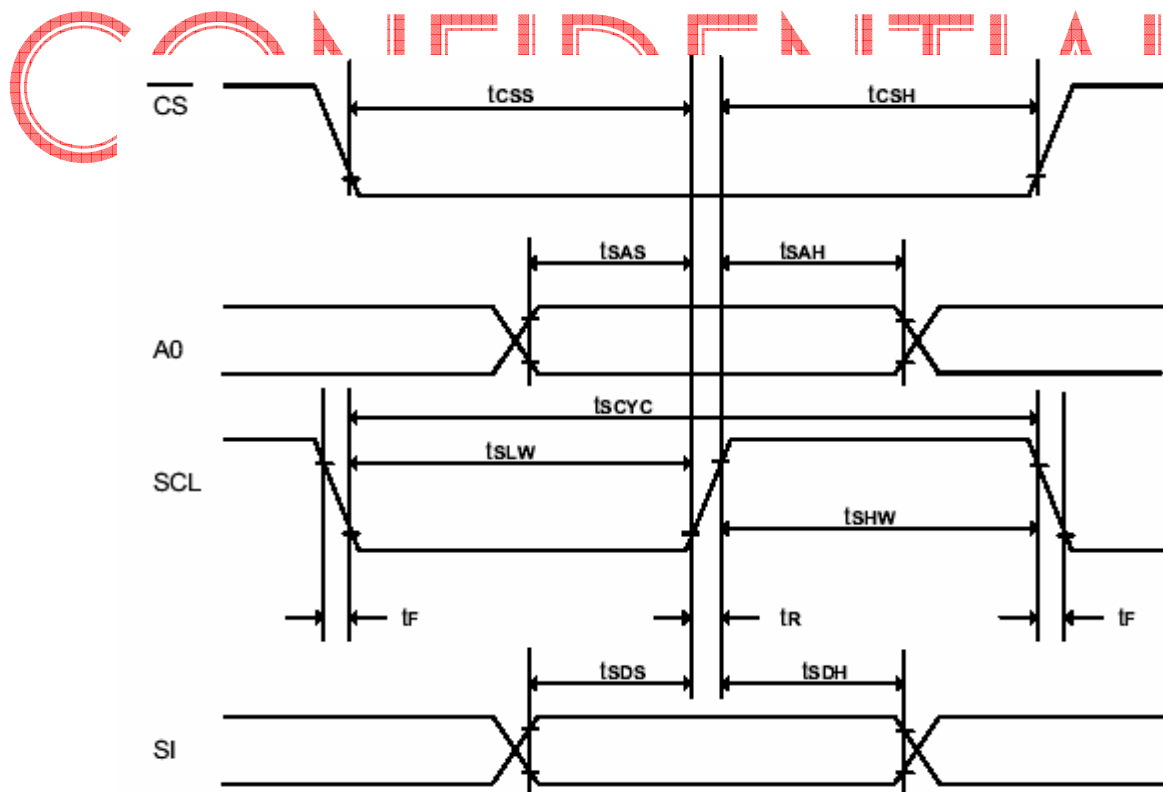 CONFIDENTIAL
CS
tCSS
tCSH
tSAS
tSAH
A0
tSCYC
tSLW
SCL
tSHW
tF
tR
tF
tSDS
tSDH
SI